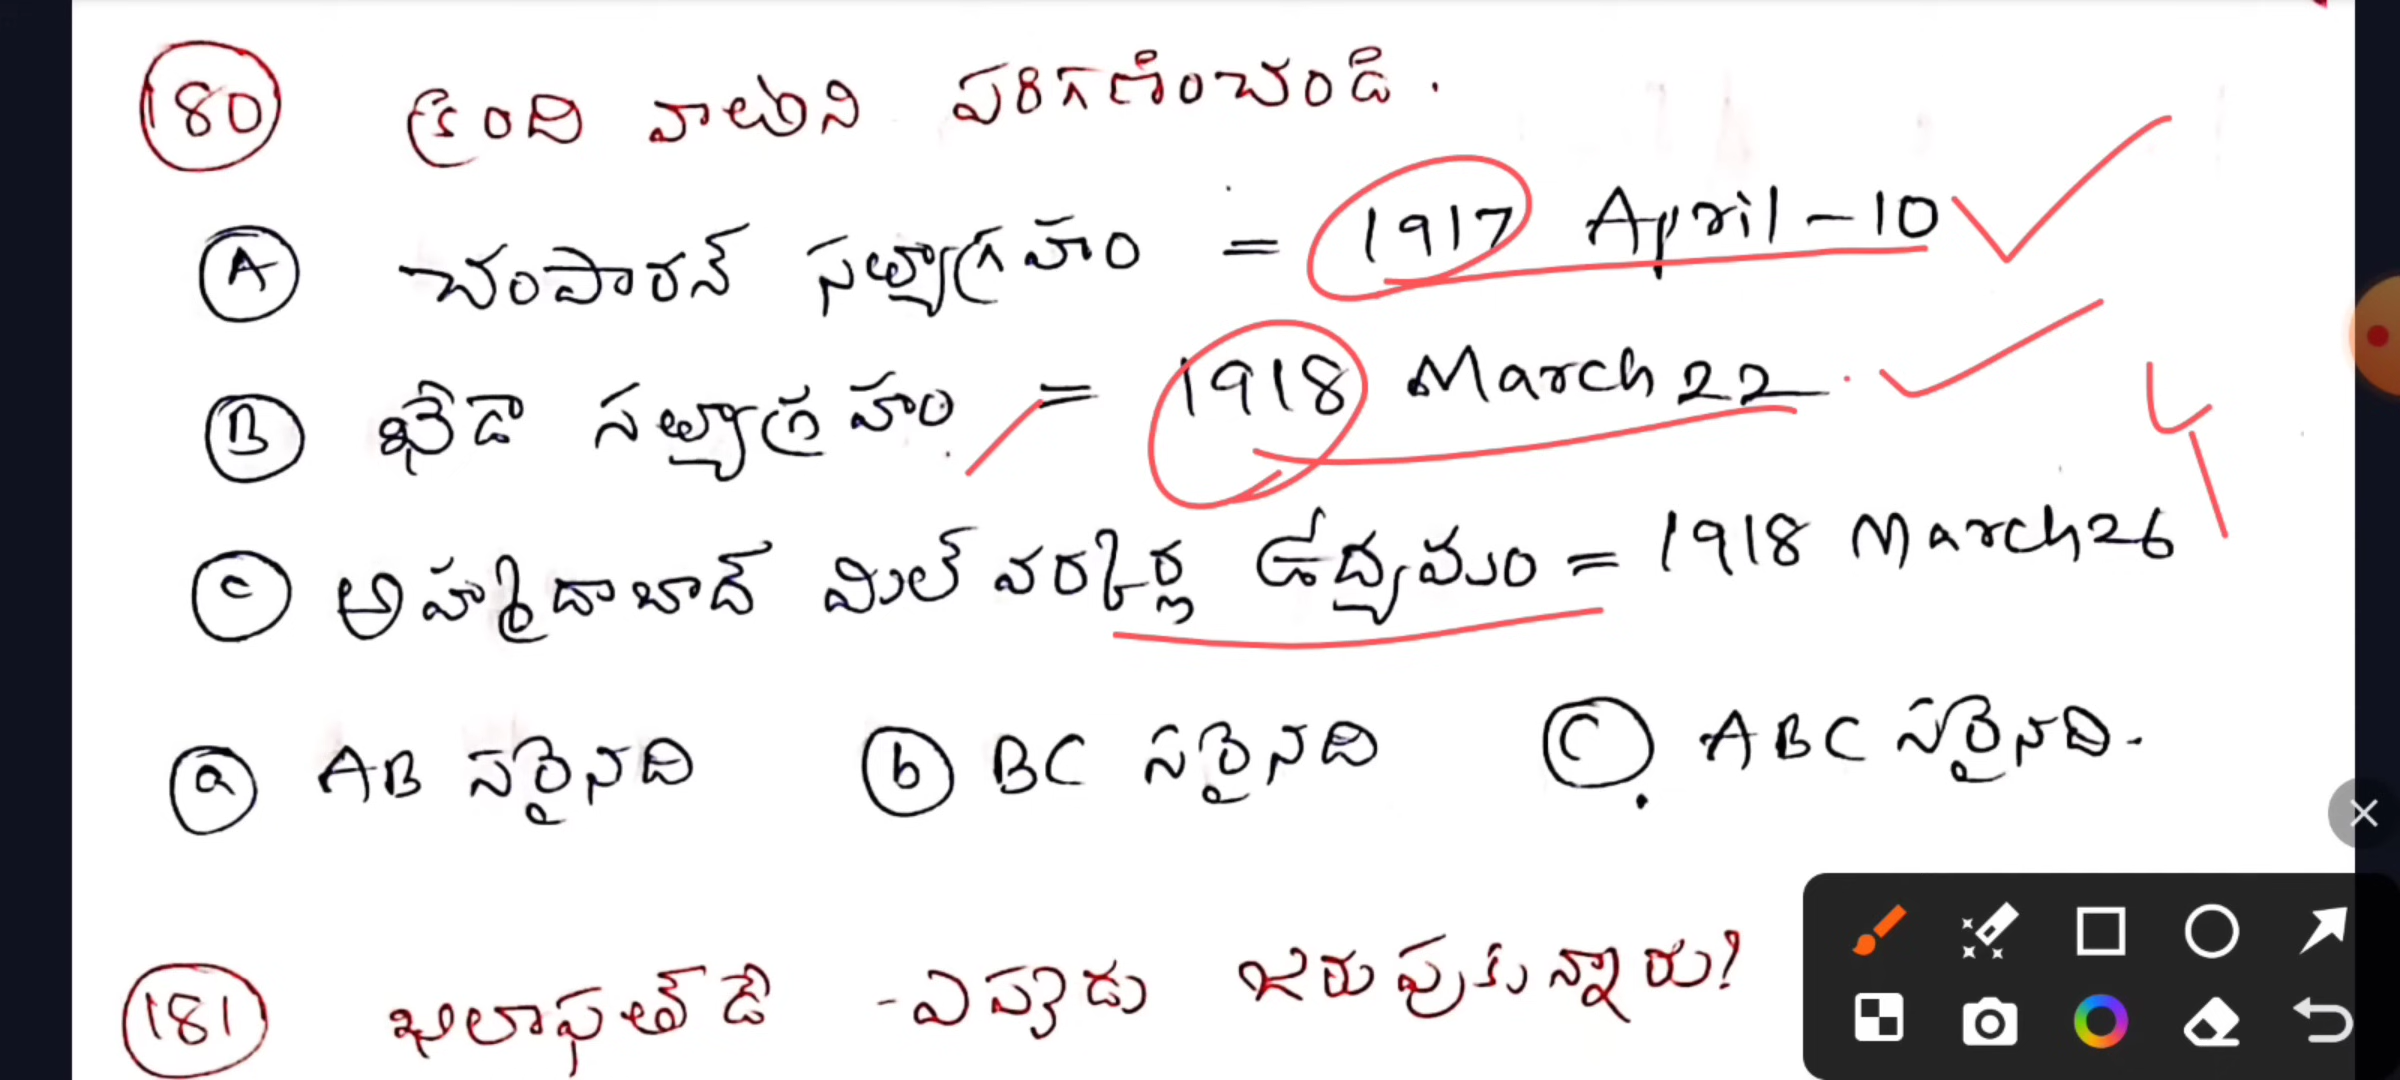 180 క్రింది వాటిని పరిగణించండి.
A చంపారన్ సత్యాగ్రహం = 1917 April-10
B ఖేడా సత్యాగ్రహం = 1918 March 22
C అహ్మదాబాద్ మిల్ వర్కర్ల ఉద్యమం = 1918 March 26
a AB సరైనది b BC సరైనది C ABC సరైనది.
181 ఖిలాఫత్ డే - ఎప్పుడు జరుపుకున్నారు?